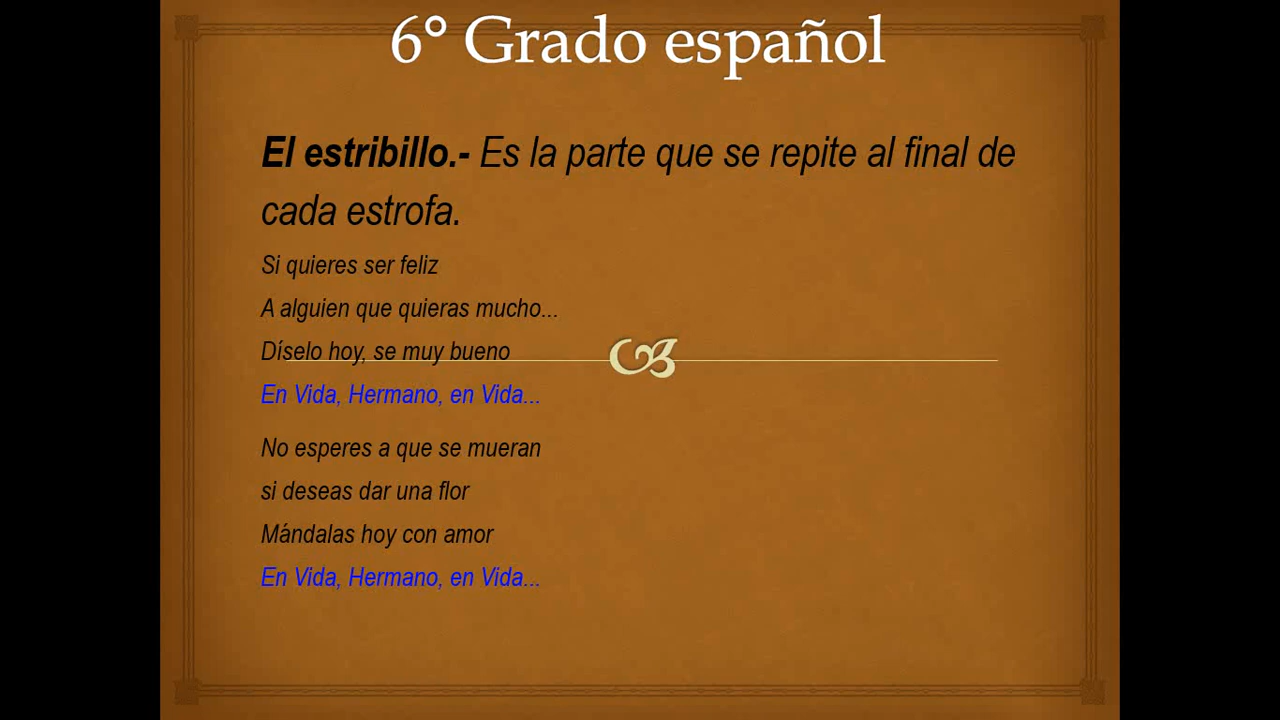 6° Grado español
El estribillo.- Es la parte que se repite al final de
cada estrofa.
Si quieres ser feliz
A alguien que quieras mucho...
Díselo hoy, se muy bueno
En Vida, Hermano, en Vida...
No esperes a que se mueran
si deseas dar una flor
Mándalas hoy con amor
En Vida, Hermano, en Vida...